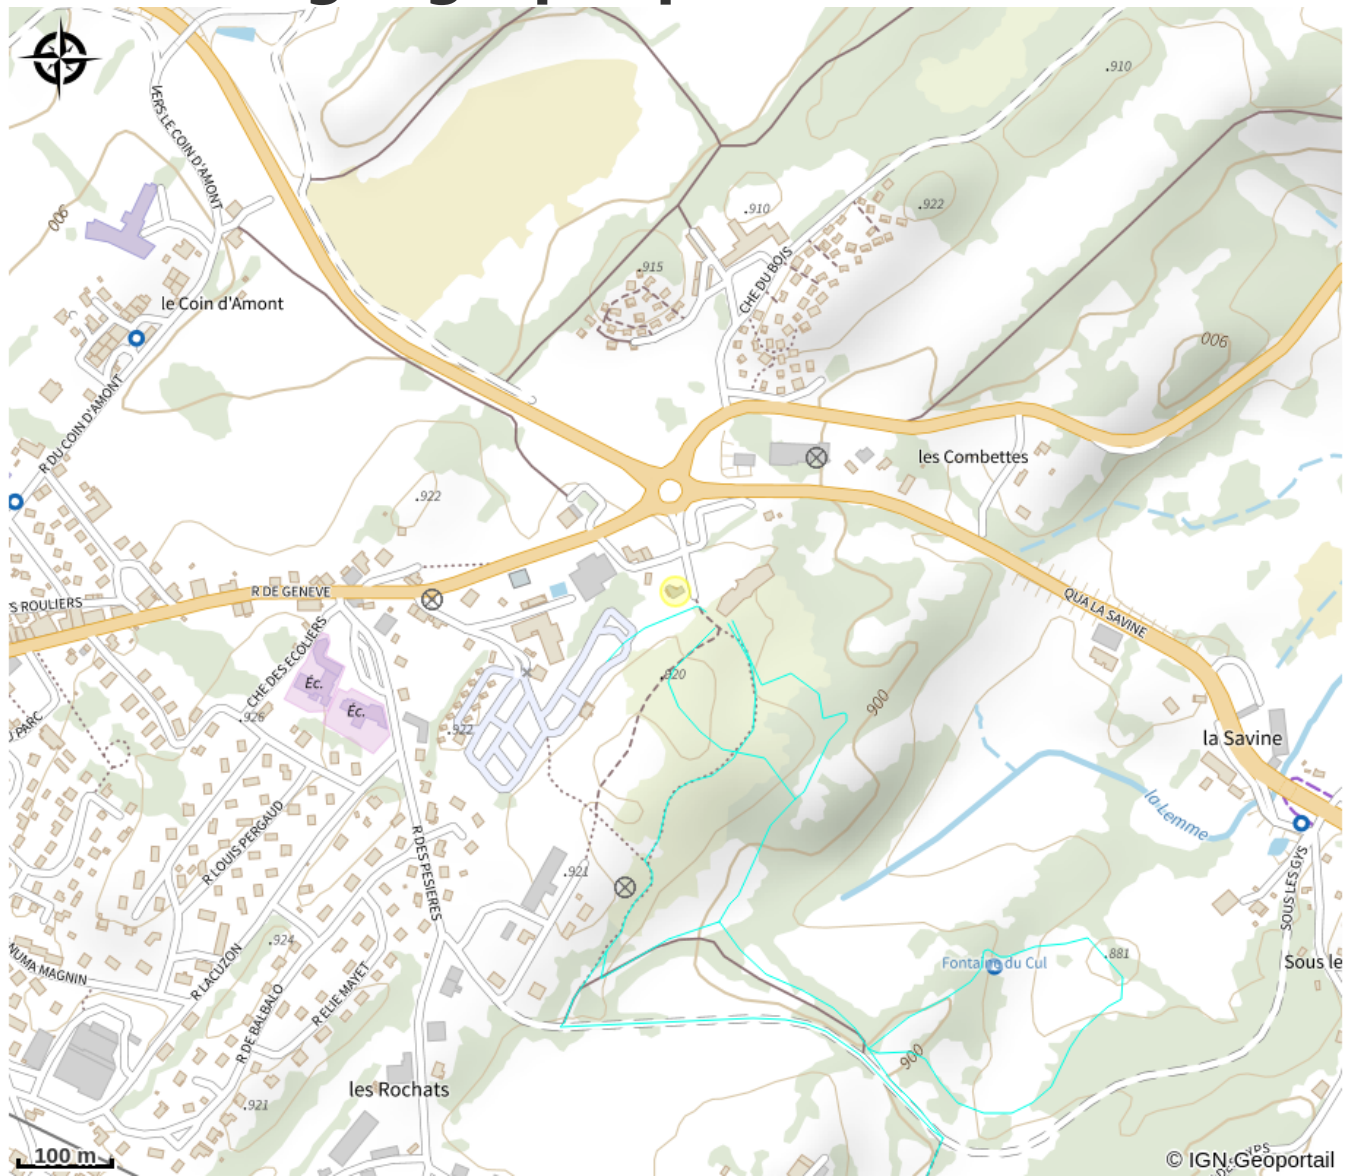 .910
VERS LE COIN D'AMONT
900
.910
.922
.915
CHE DU BOIS
le Coin d'Amont
900
R DU COIN D'AMONT
les Combettes
.922
R DE GENEVE
S ROULIERS
QUA LA SAVINE
CHE DES ECOLIERS
.920
Éc.
900
Éc.
.926
U PARC
.922
la Savine
la Lemme
R LOUIS PERGAUD
R DES PESIERES
.921
SOUS LES GYS
.924
NUMA MAGNIN
R LACUZON
R ELIE MAYET
Fontaine du Cul
.881
Sous le
R DE BALBALO
900
les Rochats
.921
100 m
© IGN-Geoportail